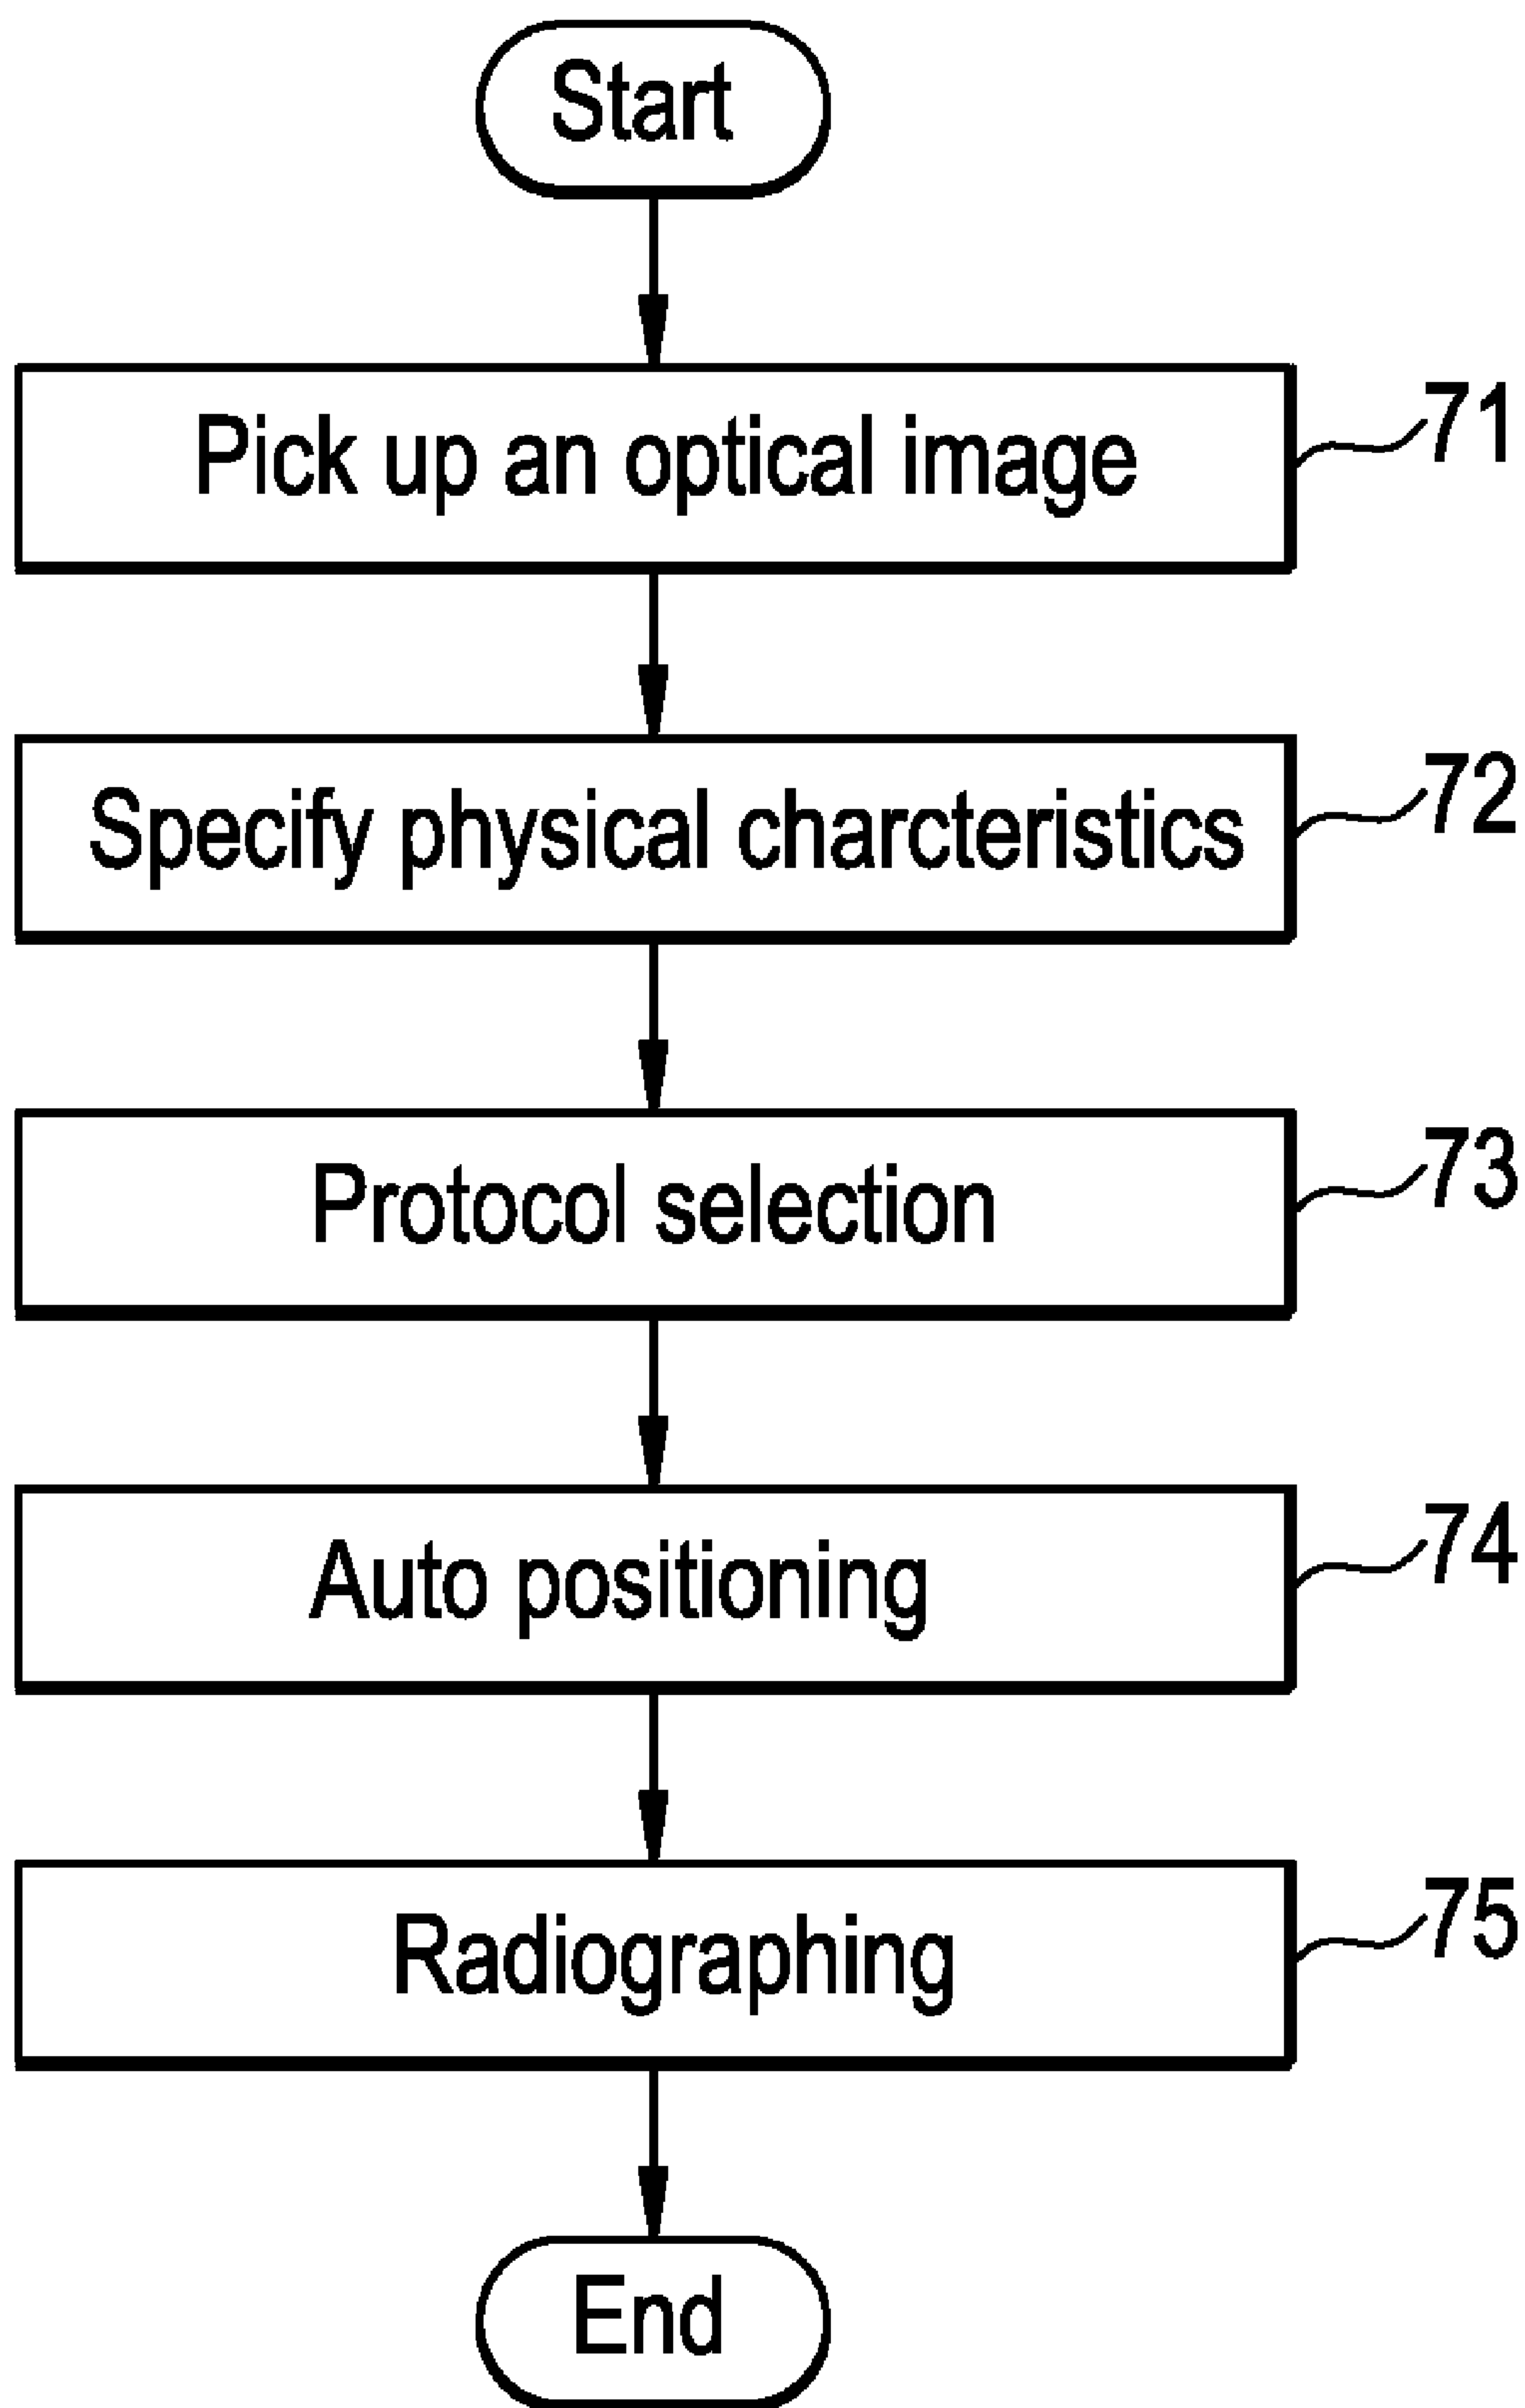 Start
Pick up an optical image 71
Specify physical charcteristics 72
Protocol selection 73
Auto positioning 74
Radiographing 75
End